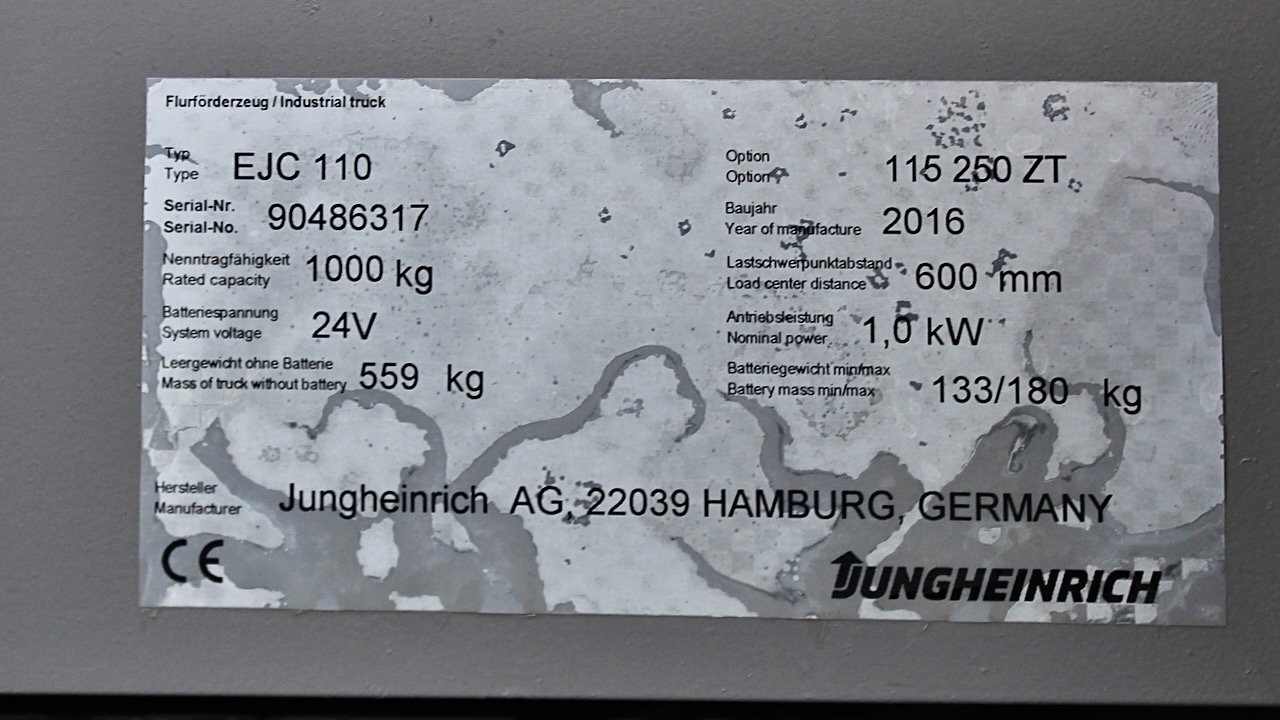 Flurförderzeug / Industrial truck
Typ
Type EJC 110
Option
Option 115 250 ZT
Serial-Nr.
Serial-No. 90486317
Baujahr
Year of manufacture 2016
Nenntragfähigkeit
Rated capacity 1000 kg
Lastschwerpunktabstand
Load center distance 600 mm
Batteriespannung
System voltage 24V
Antriebsleistung
Nominal power 1,0 kW
Leergewicht ohne Batterie
Mass of truck without battery 559 kg
Batteriegewicht min/max
Battery mass min/max 133/180 kg
Hersteller
Manufacturer Jungheinrich AG, 22039 HAMBURG, GERMANY
CE
JUNGHEINRICH